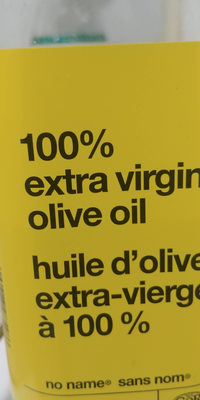 100%
extra virgin
olive oil
huile d'olive
extra-vierge
à 100 %
no name® sans nom®